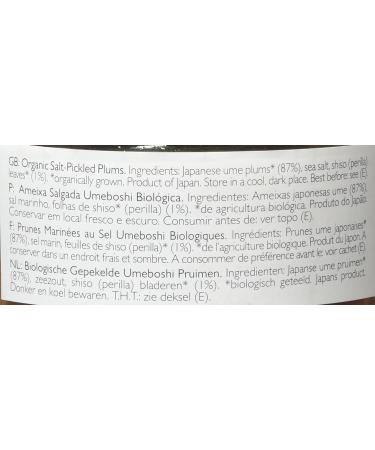 GB: Organic Salt-Pickled Plums. Ingredients: Japanese ume plums* (87%), sea salt, shiso (perilla)
leaves* (1%). *organically grown. Product of Japan. Store in a cool, dark place. Best before: see (E).
P: Ameixa Salgada Umeboshi Biológica. Ingredientes: Ameixas japonesas ume (87%),
sal marinho, folhas de shiso* (perilla) (1%). *de agricultura biológica. Produto do Japão.
Conservar em local fresco e escuro. Consumir antes de: ver topo (E).
F: Prunes Marinées au Sel Umeboshi Biologiques. Ingrédients: Prunes ume japonaises*
(87%), sel marin, feuilles de shiso (perilla)* (1%). *de l'agriculture biologique. Produit du Japon. A
conserver dans un endroit frais et sombre. A consommer de préférence avant le voir cachet (E).
NL: Biologische Gepekelde Umeboshi Pruimen. Ingredienten: Japanse ume pruimen*
(87%), zeezout, shiso (perilla) bladeren* (1%). *biologisch geteeld. Japans product.
Donker en koel bewaren. T.H.T.: zie deksel (E).